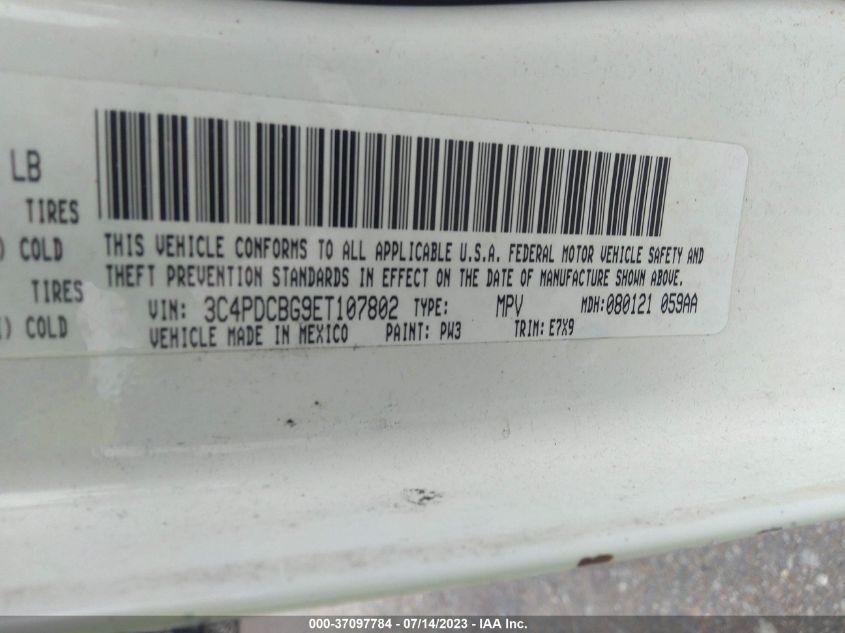 LB
TIRES
) COLD
TIRES
) COLD
THIS VEHICLE CONFORMS TO ALL APPLICABLE U.S.A. FEDERAL MOTOR VEHICLE SAFETY AND
THEFT PREVENTION STANDARDS IN EFFECT ON THE DATE OF MANUFACTURE SHOWN ABOVE.
VIN: 3C4PDCBG9ET107802 TYPE: MPV MDH:080121 059AA
VEHICLE MADE IN MEXICO PAINT: PW3 TRIM: E7X9
000-37097784 / 07/14/2023 - IAA Inc.